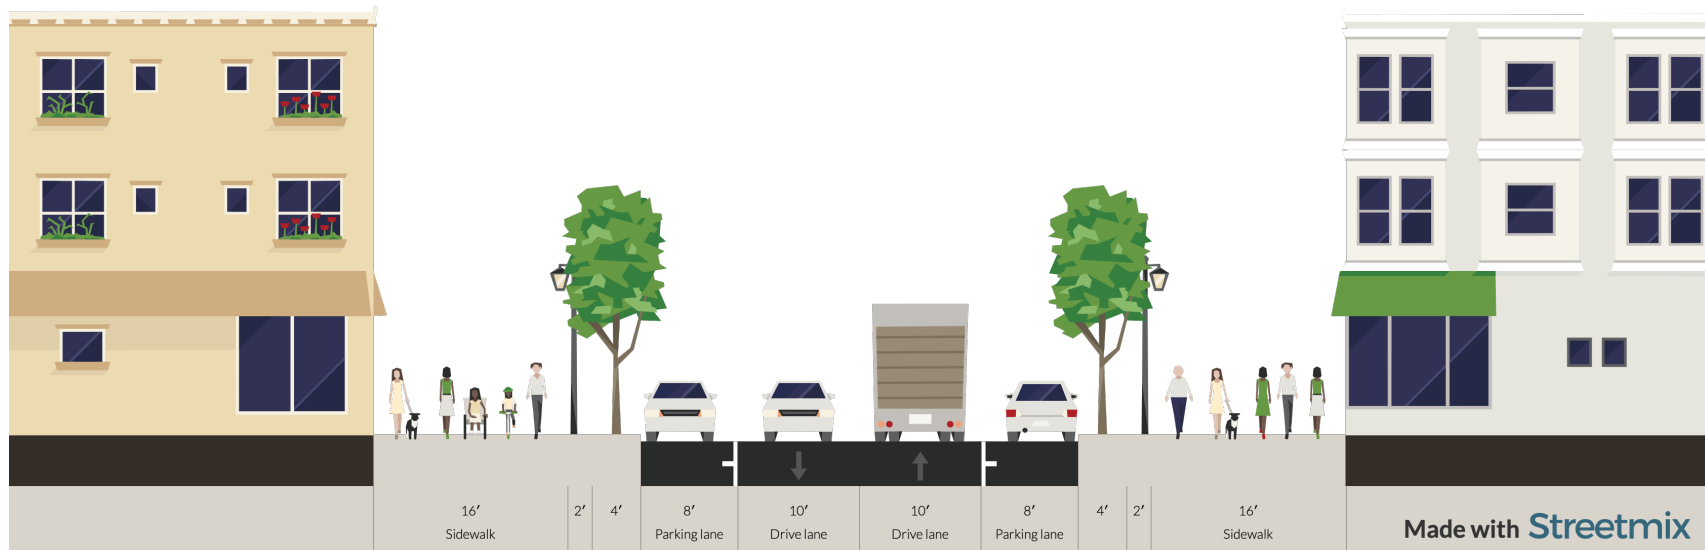 16′
2′
4′
8′
10′
10′
8′
4′
2′
16′
Sidewalk
Parking lane
Drive lane
Drive lane
Parking lane
Sidewalk
Made with Streetmix